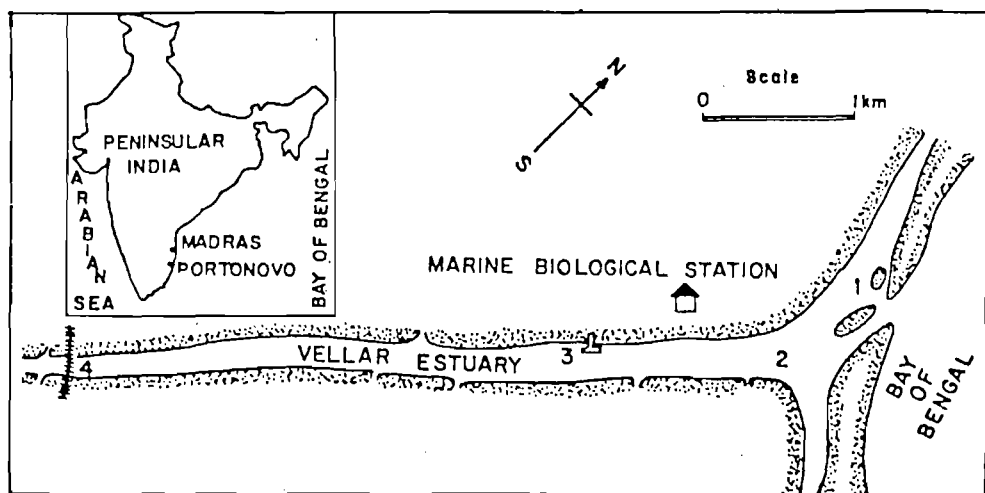 PENINSULAR
INDIA
ARABIAN
SEA
BAY OF BENGAL
MADRAS
PORTONOVO
N
S
Scale
0 1km
MARINE BIOLOGICAL STATION
1
2
3
4
VELLAR ESTUARY
BAY OF
BENGAL